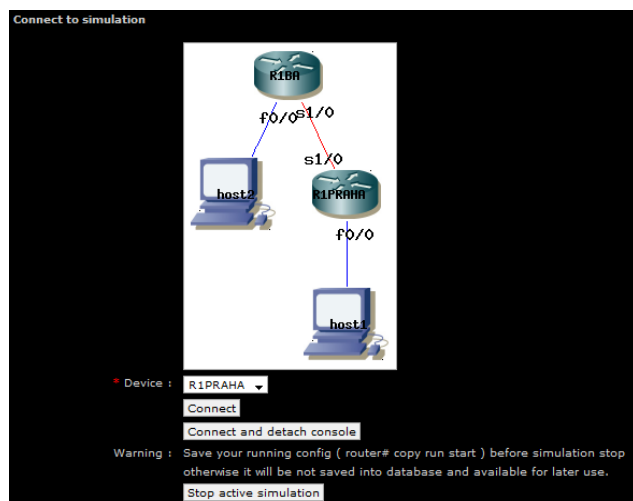 Connect to simulation
R1BA
f0/0
s1/0
s1/0
host2
R1PRAHA
f0/0
host1
* Device : R1PRAHA
Connect
Connect and detach console
Warning : Save your running config ( router# copy run start ) before simulation stop
otherwise it will be not saved into database and available for later use.
Stop active simulation